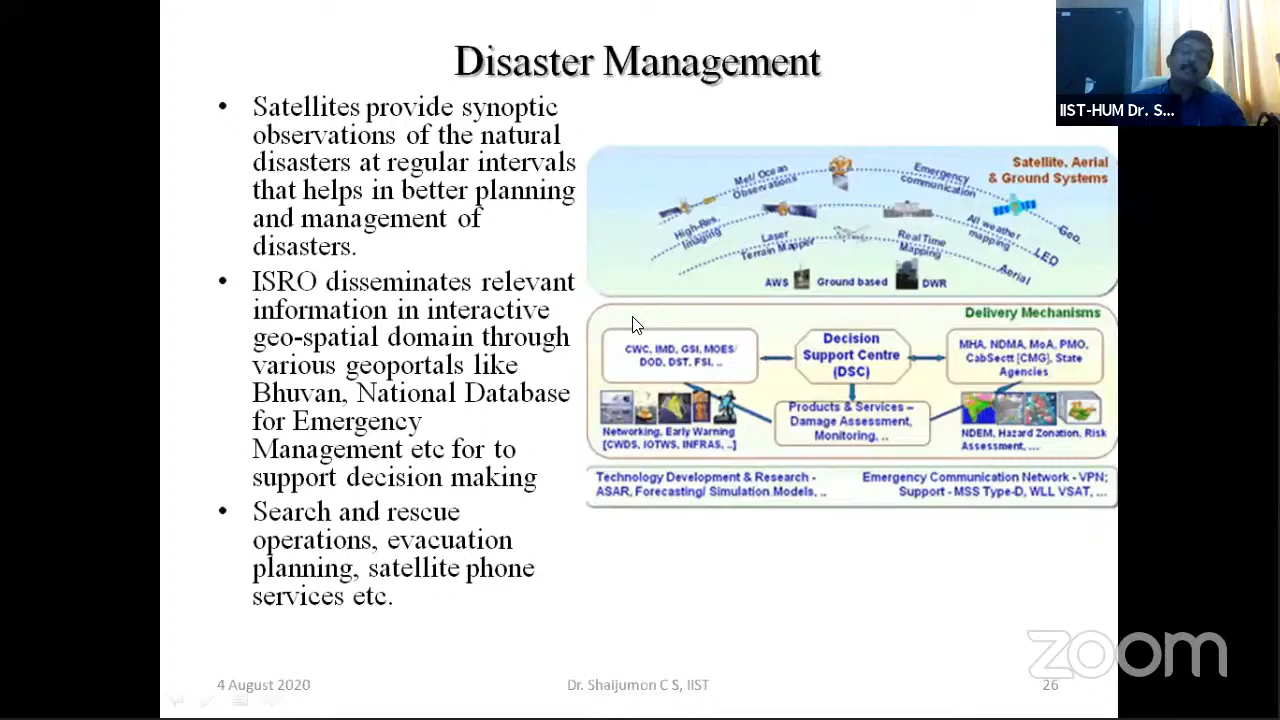 Disaster Management
• Satellites provide synoptic
observations of the natural
disasters at regular intervals
that helps in better planning
and management of
disasters.
• ISRO disseminates relevant
information in interactive
geo-spatial domain through
various geoportals like
Bhuvan, National Database
for Emergency
Management etc for to
support decision making
• Search and rescue
operations, evacuation
planning, satellite phone
services etc.
Satellite, Aerial
& Ground Systems
Met/ Ocean
Observations
Emergency
communication
High-Res.
Imaging
Laser
Terrain Mapper
Real Time
Mapping
All weather
mapping
Geo.
LEO
Aerial
AWS
Ground based
DWR
Delivery Mechanisms
CWC, IMD, GSI, MOES/
DOD, DST, FSI, ..
Decision
Support Centre
(DSC)
MHA, NDMA, MoA, PMO,
CabSectt [CMG], State
Agencies
Products & Services –
Damage Assessment,
Monitoring, ..
Networking, Early Warning
[CWDS, IOTWS, INFRAS, ..]
NDEM, Hazard Zonation, Risk
Assessment, ...
Technology Development & Research -
ASAR, Forecasting/ Simulation Models, ..
Emergency Communication Network - VPN;
Support - MSS Type-D, WLL VSAT, ...
4 August 2020
Dr. Shaijumon C S, IIST
26
IIST-HUM Dr. S...
zoom